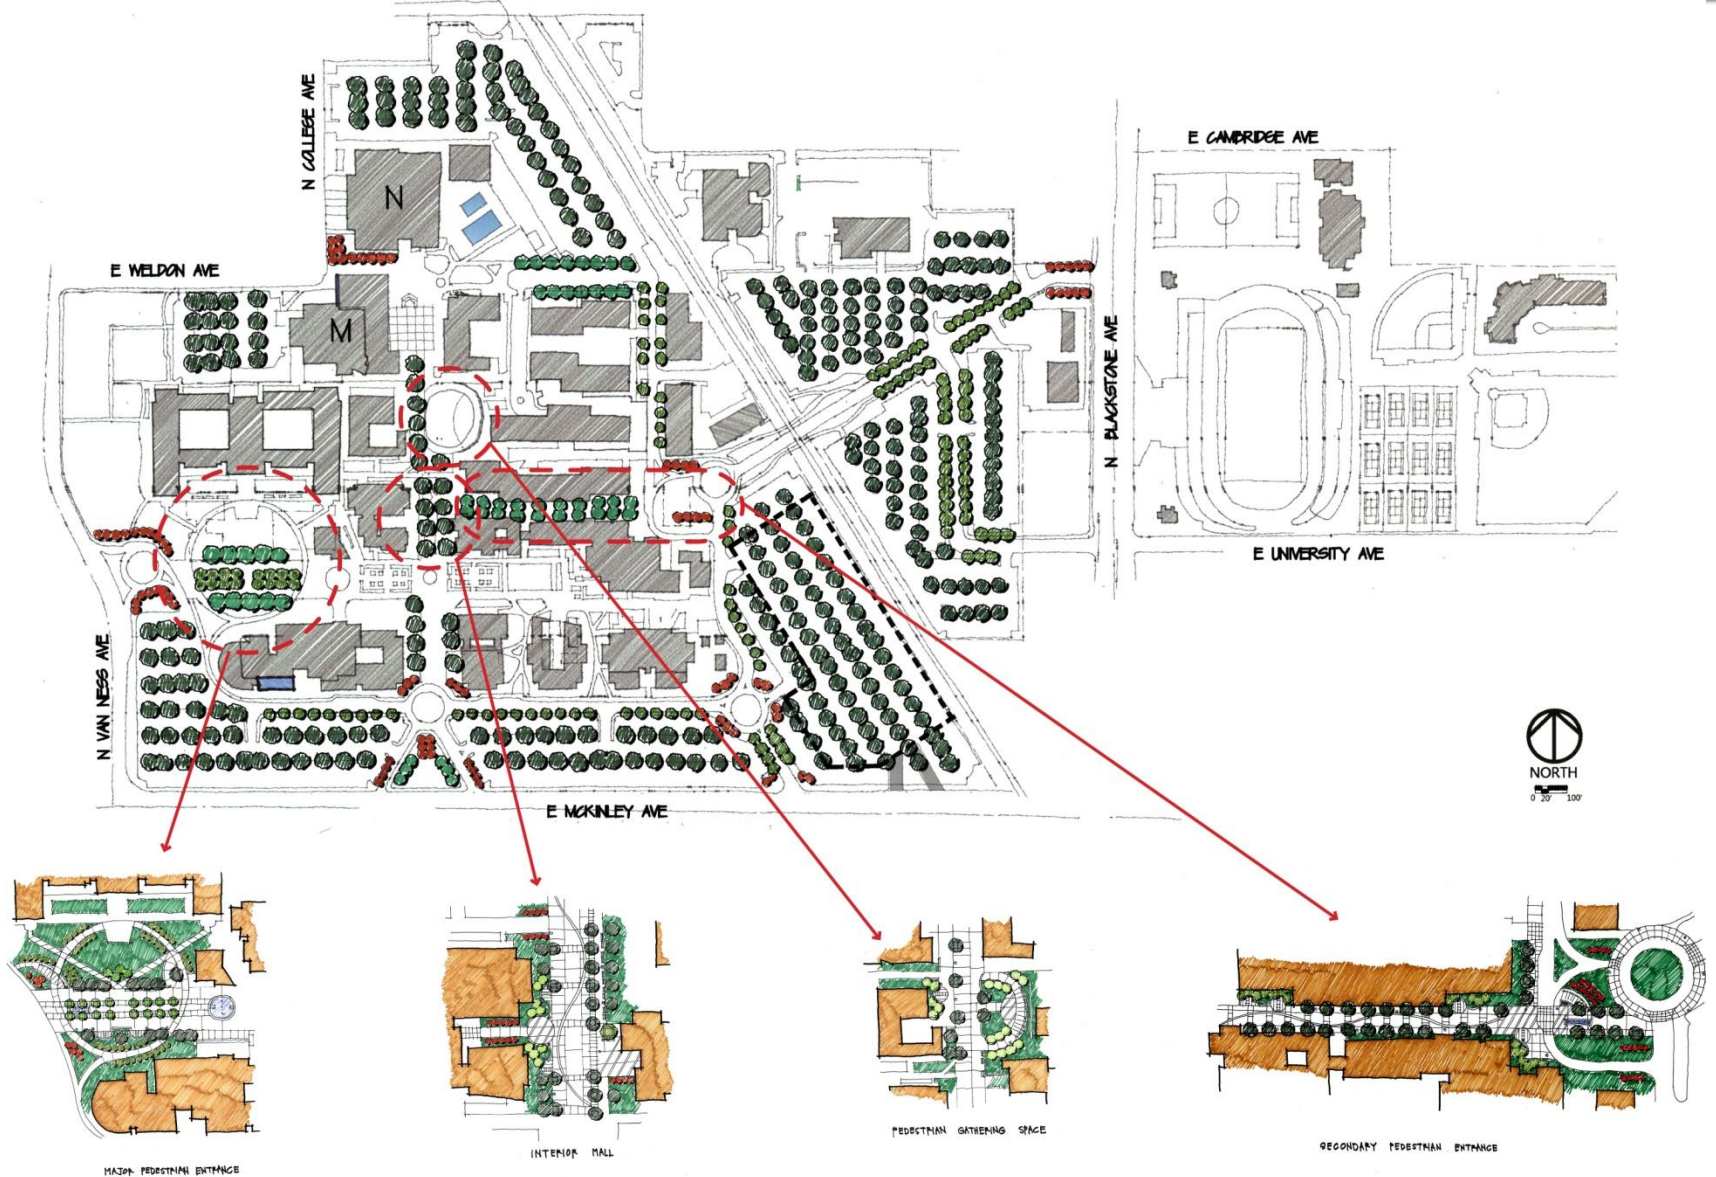 N COLLEGE AVE
E CAMBRIDGE AVE
N
E WELDON AVE
M
N BLACKSTONE AVE
E UNIVERSITY AVE
N VAN NESS AVE
NORTH
0 20' 100'
E MCKINLEY AVE
MAJOR PEDESTRIAN ENTRANCE
INTERIOR MALL
PEDESTRIAN GATHERING SPACE
SECONDARY PEDESTRIAN ENTRANCE